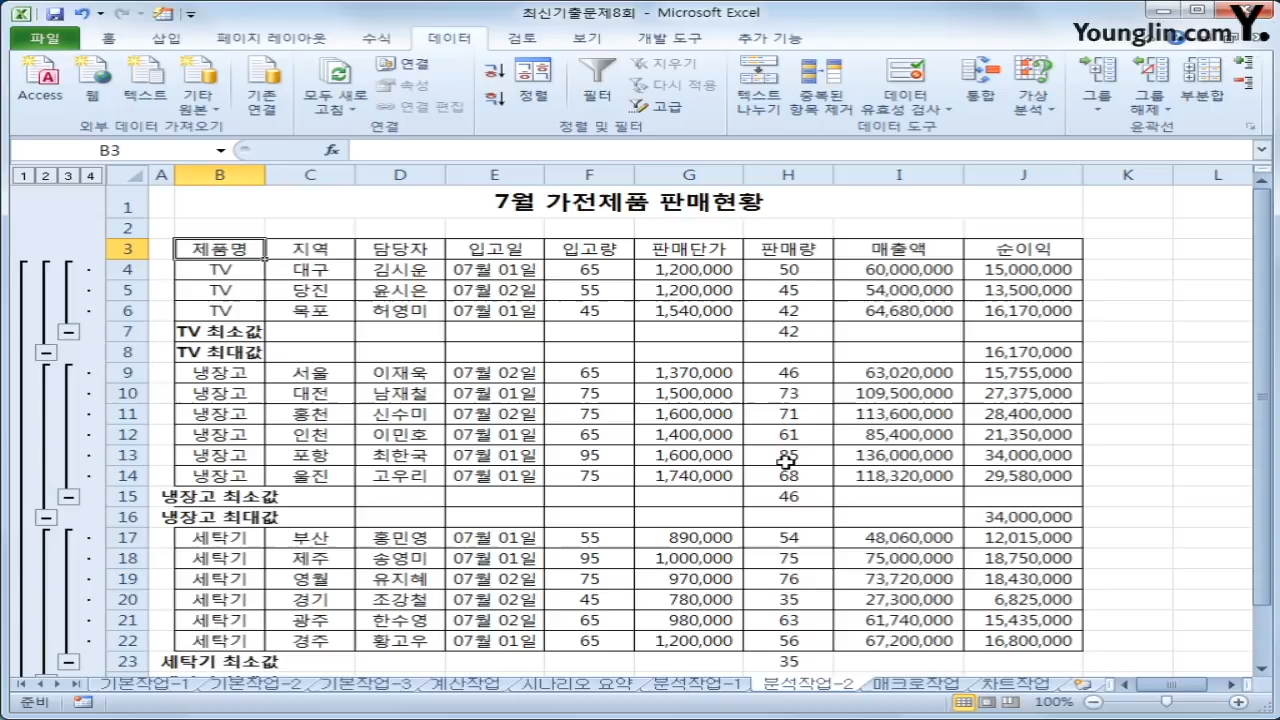 최신기출문제8회 - Microsoft Excel
Younglin.com Y.
파일 홈 삽입 페이지 레이아웃 수식 데이터 검토 보기 개발 도구 추가 기능
Access 웹 텍스트 기타 원본 기존 연결 모두 새로 고침 연결 속성 연결 편집 정렬 필터 지우기 다시 적용 고급 텍스트 나누기 중복된 항목 제거 데이터 유효성 검사 통합 가상 분석 그룹 그룹 해제 부분합
외부 데이터 가져오기 연결 정렬 및 필터 데이터 도구 윤곽선
B3 fx
1 2 3 4 A B C D E F G H I J K L
1 7월 가전제품 판매현황
2
3 제품명 지역 담당자 입고일 입고량 판매단가 판매량 매출액 순이익
4 TV 대구 김시운 07월 01일 65 1,200,000 50 60,000,000 15,000,000
5 TV 당진 윤시은 07월 02일 55 1,200,000 45 54,000,000 13,500,000
6 TV 목포 허영미 07월 01일 45 1,540,000 42 64,680,000 16,170,000
7 TV 최소값 42
8 TV 최대값 16,170,000
9 냉장고 서울 이재욱 07월 02일 65 1,370,000 46 63,020,000 15,755,000
10 냉장고 대전 남재철 07월 01일 75 1,500,000 73 109,500,000 27,375,000
11 냉장고 홍천 신수미 07월 02일 75 1,600,000 71 113,600,000 28,400,000
12 냉장고 인천 이민호 07월 01일 65 1,400,000 61 85,400,000 21,350,000
13 냉장고 포항 최한국 07월 01일 95 1,600,000 85 136,000,000 34,000,000
14 냉장고 울진 고우리 07월 01일 75 1,740,000 68 118,320,000 29,580,000
15 냉장고 최소값 46
16 냉장고 최대값 34,000,000
17 세탁기 부산 홍민영 07월 01일 55 890,000 54 48,060,000 12,015,000
18 세탁기 제주 송영미 07월 01일 95 1,000,000 75 75,000,000 18,750,000
19 세탁기 영월 유지혜 07월 02일 75 970,000 76 73,720,000 18,430,000
20 세탁기 경기 조강철 07월 02일 45 780,000 35 27,300,000 6,825,000
21 세탁기 광주 한수영 07월 02일 65 980,000 63 61,740,000 15,435,000
22 세탁기 경주 황고우 07월 01일 65 1,200,000 56 67,200,000 16,800,000
23 세탁기 최소값 35
기본작업-1 기본작업-2 기본작업-3 계산작업 시나리오 요약 분석작업-1 분석작업-2 매크로작업 차트작업
준비 100%